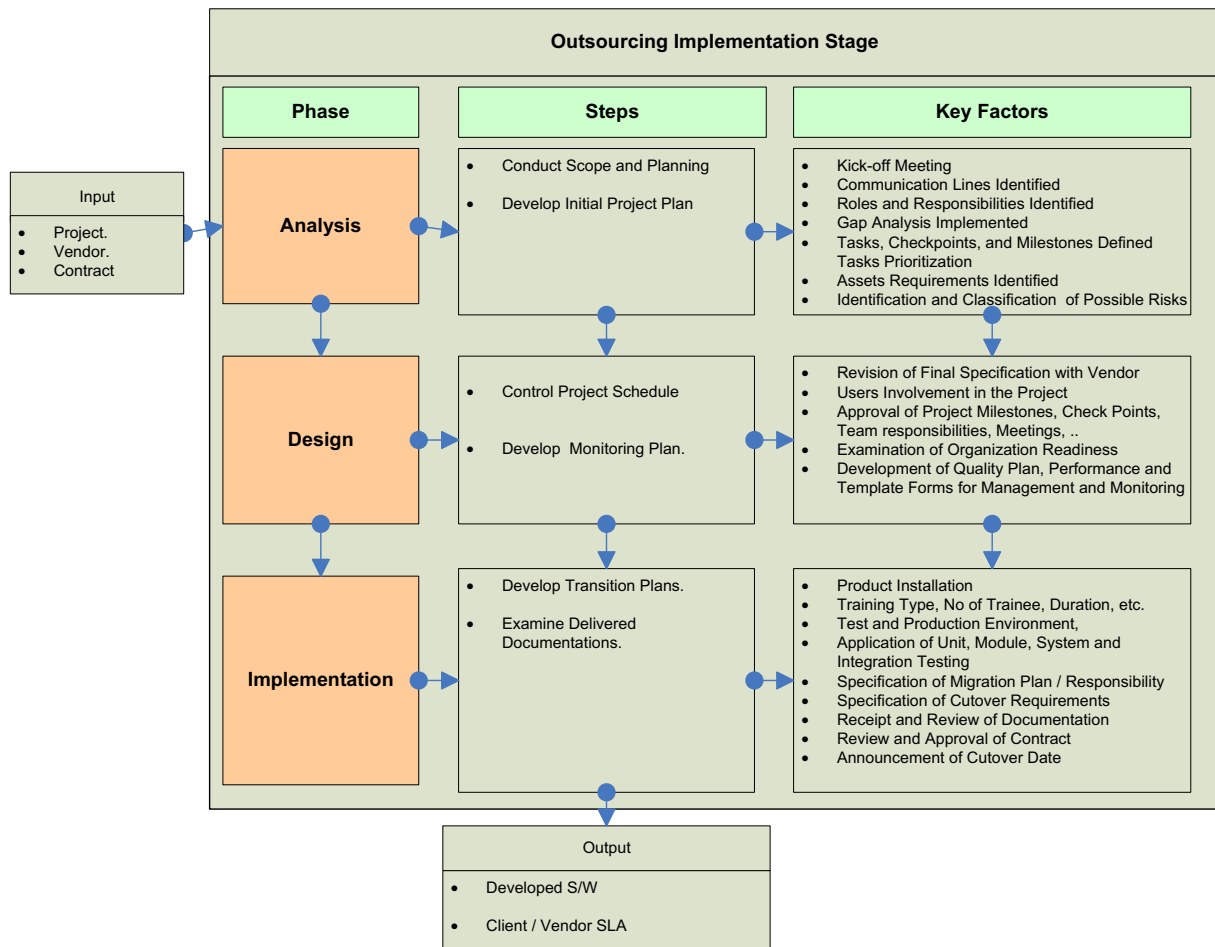 Outsourcing Implementation Stage
Phase
Steps
Key Factors
Input
• Project.
• Vendor.
• Contract
Analysis
• Conduct Scope and Planning
• Develop Initial Project Plan
• Kick-off Meeting
• Communication Lines Identified
• Roles and Responsibilities Identified
• Gap Analysis Implemented
• Tasks, Checkpoints, and Milestones Defined
Tasks Prioritization
• Assets Requirements Identified
• Identification and Classification of Possible Risks
Design
• Control Project Schedule
• Develop Monitoring Plan.
• Revision of Final Specification with Vendor
• Users Involvement in the Project
• Approval of Project Milestones, Check Points,
Team responsibilities, Meetings, ..
• Examination of Organization Readiness
• Development of Quality Plan, Performance and
Template Forms for Management and Monitoring
Implementation
• Develop Transition Plans.
• Examine Delivered
Documentations.
• Product Installation
• Training Type, No of Trainee, Duration, etc.
• Test and Production Environment,
• Application of Unit, Module, System and
Integration Testing
• Specification of Migration Plan / Responsibility
• Specification of Cutover Requirements
• Receipt and Review of Documentation
• Review and Approval of Contract
• Announcement of Cutover Date
Output
• Developed S/W
• Client / Vendor SLA